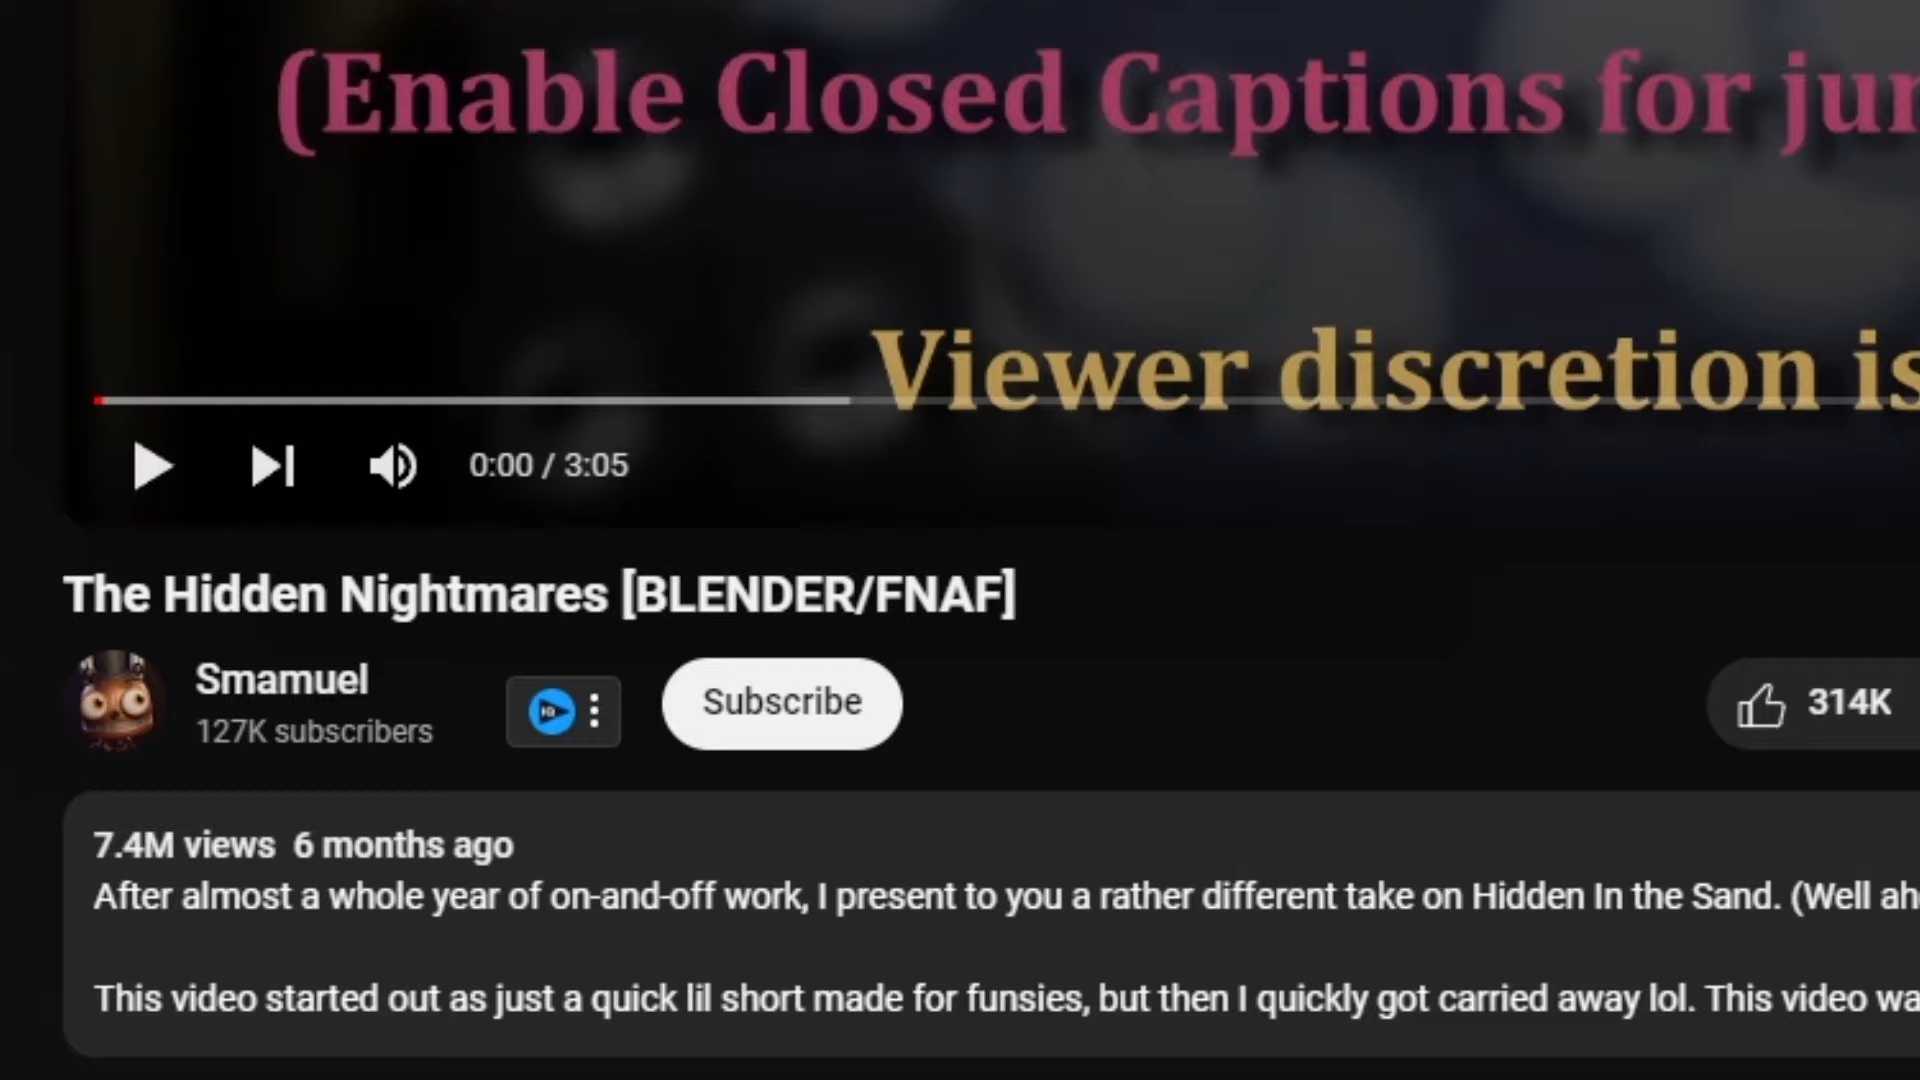 (Enable Closed Captions for jur
Viewer discretion is
0:00 / 3:05
The Hidden Nightmares [BLENDER/FNAF]
Smamuel
127K subscribers
Subscribe
314K
7.4M views 6 months ago
After almost a whole year of on-and-off work, I present to you a rather different take on Hidden In the Sand. (Well ah
This video started out as just a quick lil short made for funsies, but then I quickly got carried away lol. This video wa